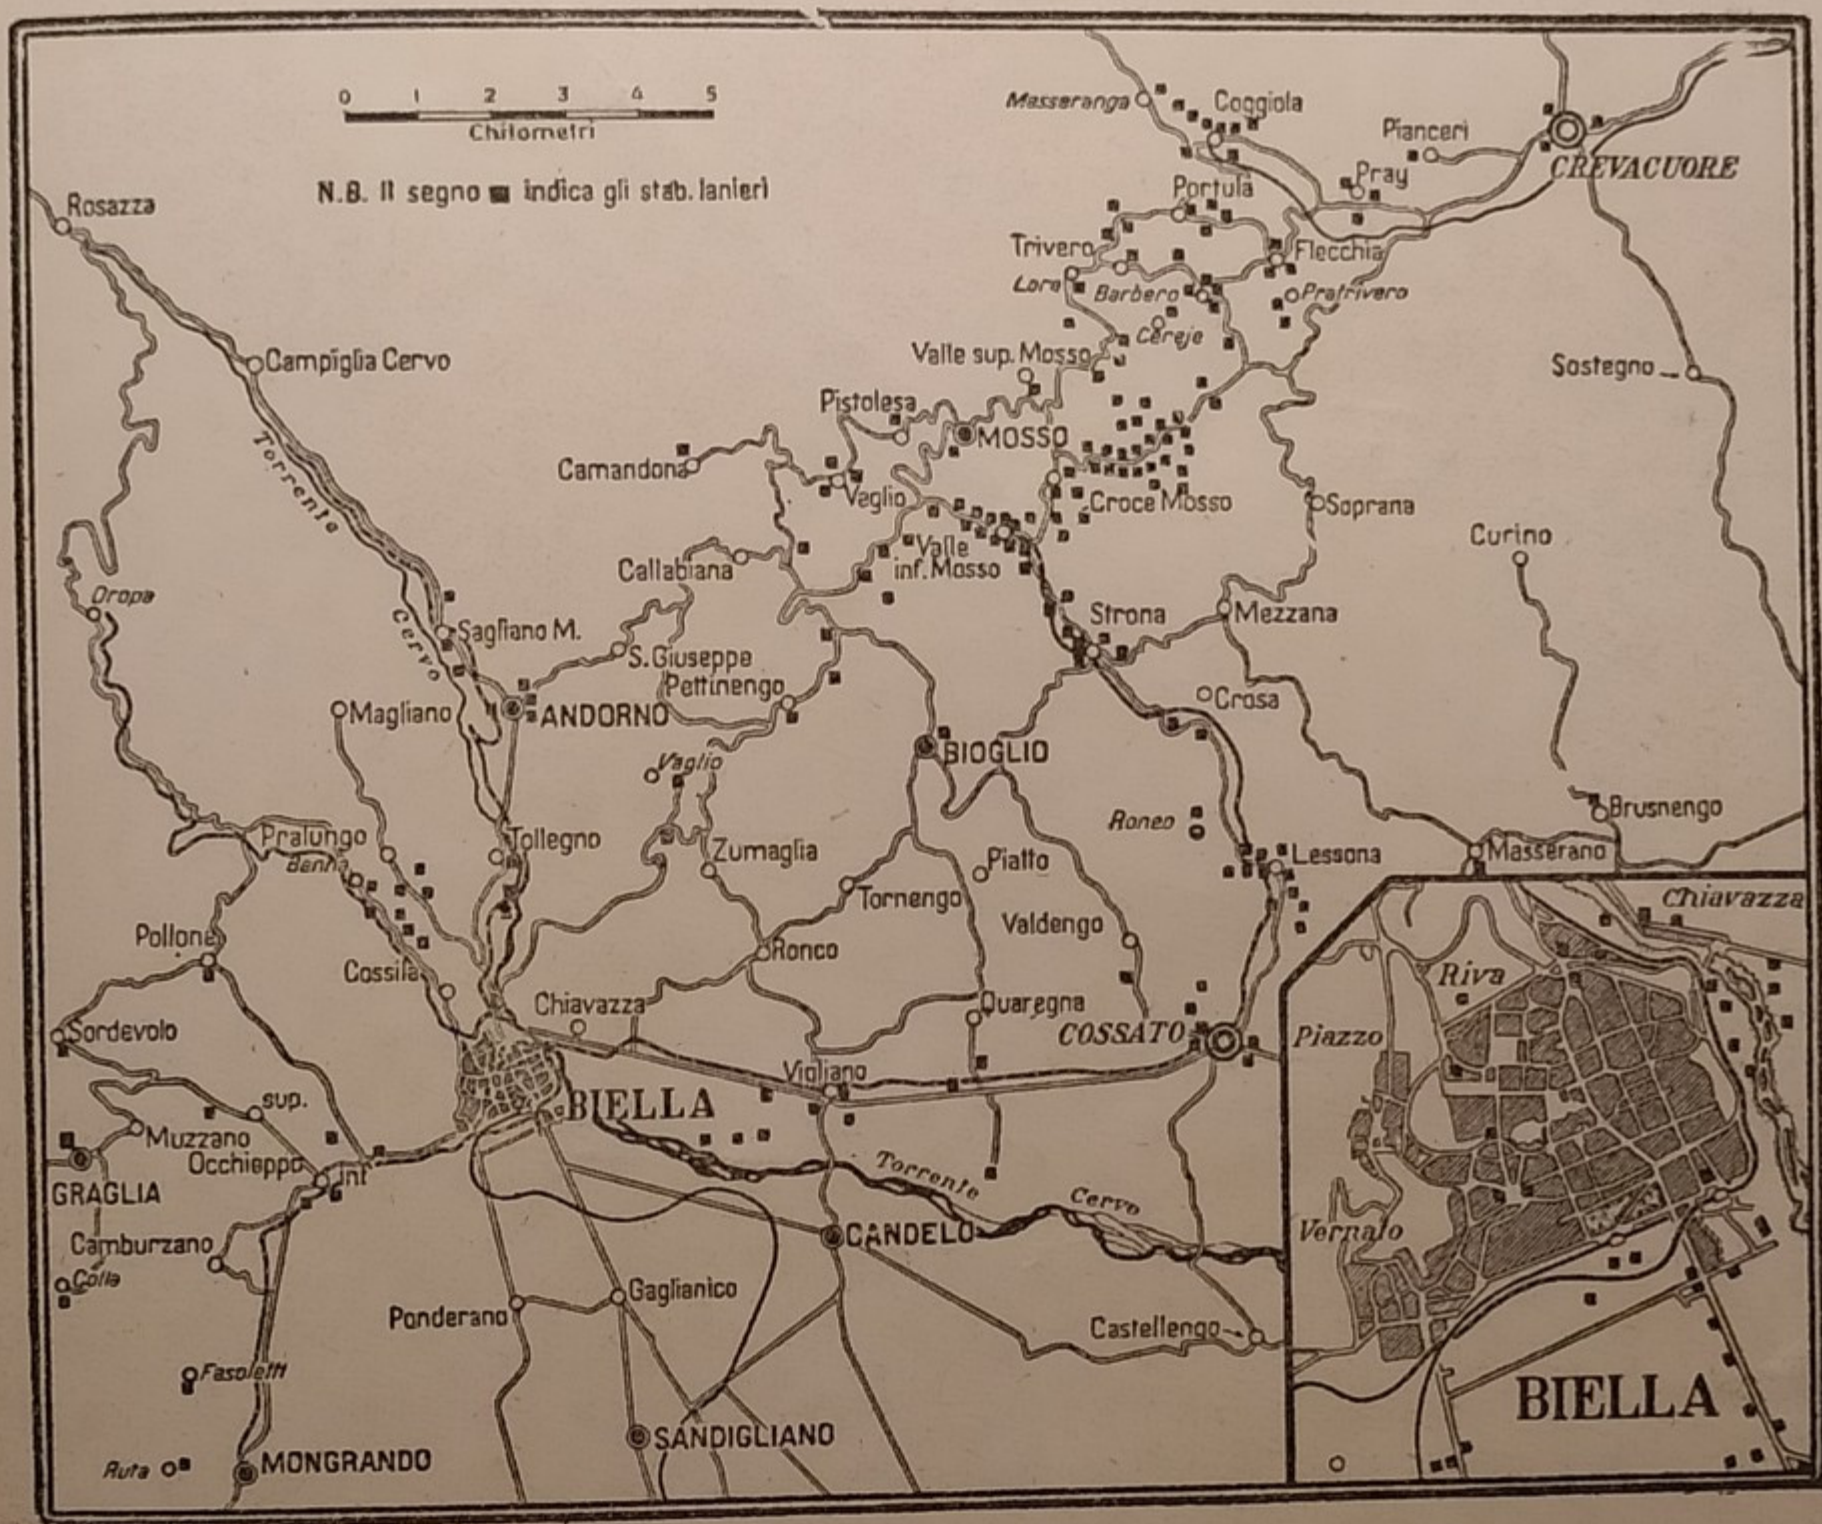 0 1 2 3 4 5
Chilometri
N.B. Il segno ■ indica gli stab. lanieri
Masseranga
Coggiola
Pianceri
CREVACUORE
Pray
Portula
Rosazza
Trivero
Flecchia
Lora
Barbero
Pratrivero
Cereje
Campiglia Cervo
Valle sup. Mosso
Sostegno
Pistolesa
MOSSO
Torrente
Camandona
Veglio
Croce Mosso
Soprana
Curino
Valle
inf. Mosso
Callabiana
Oropa
Cervo
Sagliano M.
Strona
Mezzana
S. Giuseppe
Pettinengo
Crosa
Magliano
ANDORNO
BIOGLIO
Vaglio
Roneo
Brusnengo
Pralungo
Benna
Tollegno
Zumaglia
Piatto
Lessona
Masserano
Tornengo
Valdengo
Pollone
Ronco
Cossila
Chiavazza
Quaregna
COSSATO
Sordevolo
Vigliano
BIELLA
sup.
Muzzano
Occhieppo
inf
GRAGLIA
Torrente
Cervo
CANDELO
Camburzano
Colla
Gaglianico
Ponderano
Castellengo
Fasoletti
SANDIGLIANO
Ruta
MONGRANDO
Chiavazza
Riva
Piazzo
Vernato
BIELLA